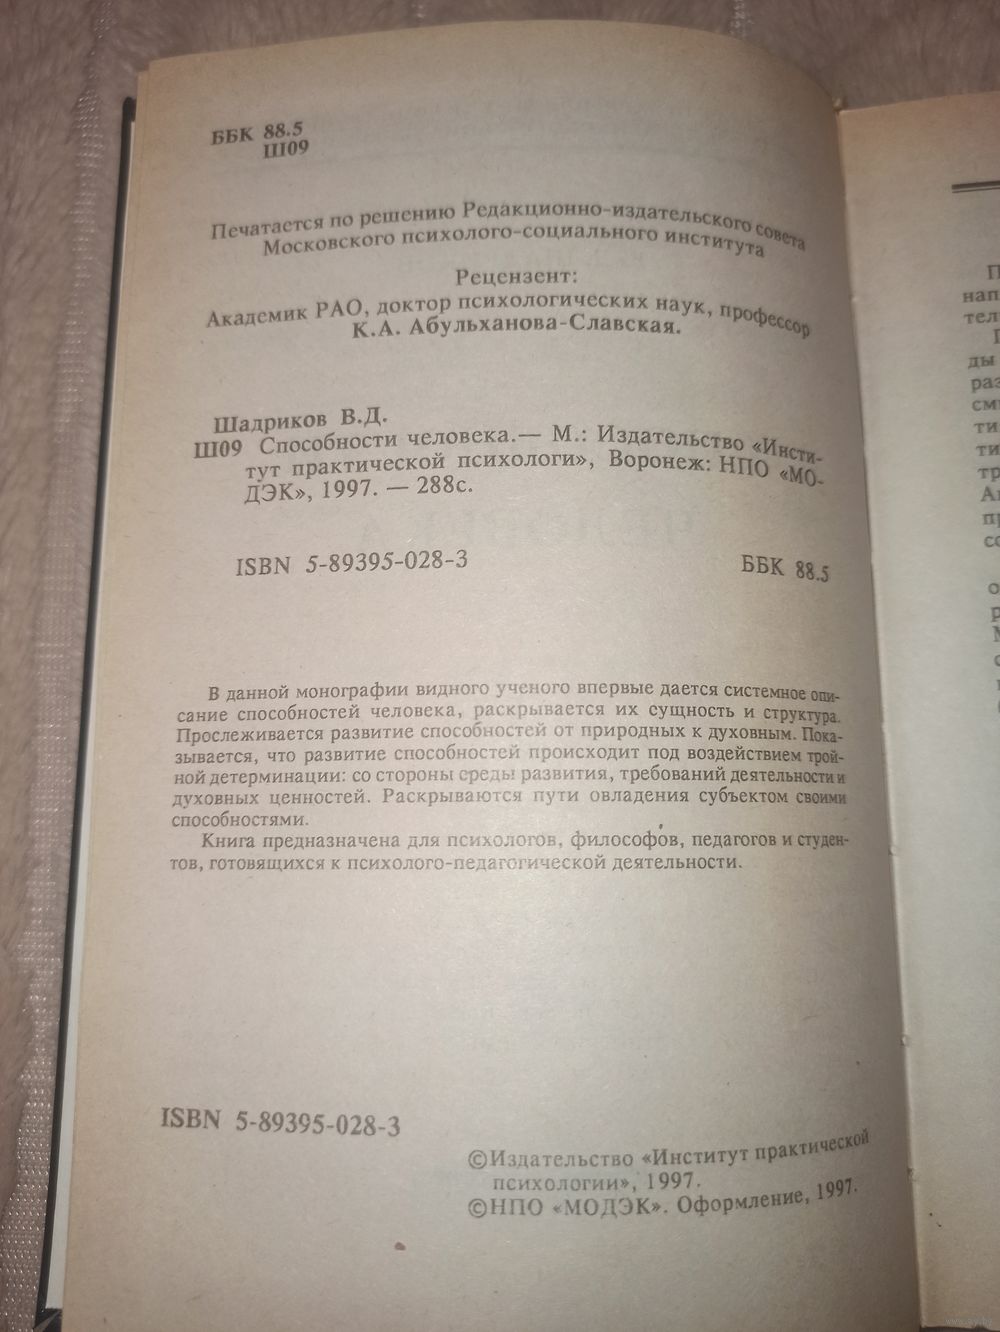 ББК 88.5
Ш09
Печатается по решению Редакционно-издательского совета
Московского психолого-социального института
Рецензент:
Академик РАО, доктор психологических наук, профессор
К.А. Абульханова-Славская.
Шадриков В.Д.
Ш09 Способности человека.— М.: Издательство «Инсти-
тут практической психологи», Воронеж: НПО «МО-
ДЭК», 1997. — 288с.
ISBN 5-89395-028-3 ББК 88.5
В данной монографии видного ученого впервые дается системное опи-
сание способностей человека, раскрывается их сущность и структура.
Прослеживается развитие способностей от природных к духовным. Пока-
зывается, что развитие способностей происходит под воздействием трой-
ной детерминации: со стороны среды развития, требований деятельности и
духовных ценностей. Раскрываются пути овладения субъектом своими
способностями.
Книга предназначена для психологов, философов, педагогов и студен-
тов, готовящихся к психолого-педагогической деятельности.
ISBN 5-89395-028-3
©Издательство «Институт практической
психологии», 1997.
©НПО «МОДЭК». Оформление, 1997.